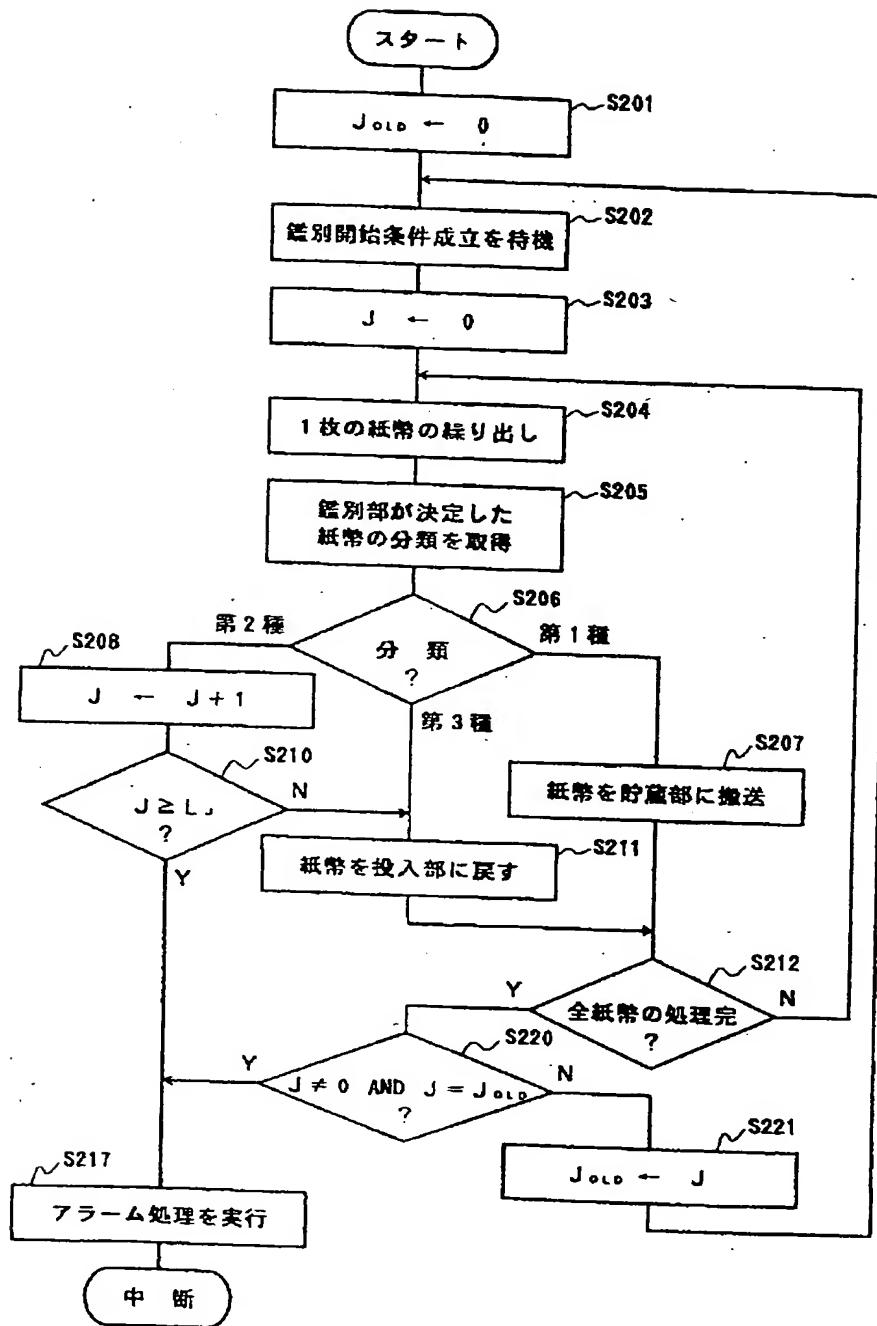 スタート
S201
JOLD ← 0
S202
鑑別開始条件成立を待機
S203
J ← 0
S204
1枚の紙幣の繰り出し
S205
鑑別部が決定した
紙幣の分類を取得
S206
分 類
?
第2種
第1種
第3種
S208
J ← J+1
S210
J ≥ LJ
?
N
Y
S207
紙幣を貯蔵部に搬送
S211
紙幣を投入部に戻す
S212
全紙幣の処理完
?
Y
N
S220
J ≠ 0 AND J = JOLD
?
Y
N
S221
JOLD ← J
S217
アラーム処理を実行
中 断